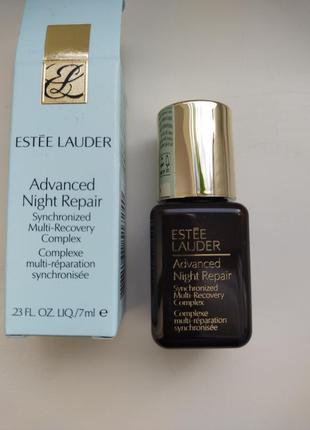 EL
ESTĒE LAUDER
Advanced
Night Repair
Synchronized
Multi-Recovery
Complex
Complexe
multi-réparation
synchronisée
.23 FL. OZ. LIQ./7ml e
ESTĒE
LAUDER
Advanced
Night Repair
Synchronized
Multi-Recovery
Complex
Complexe
multi-réparation
synchronisée